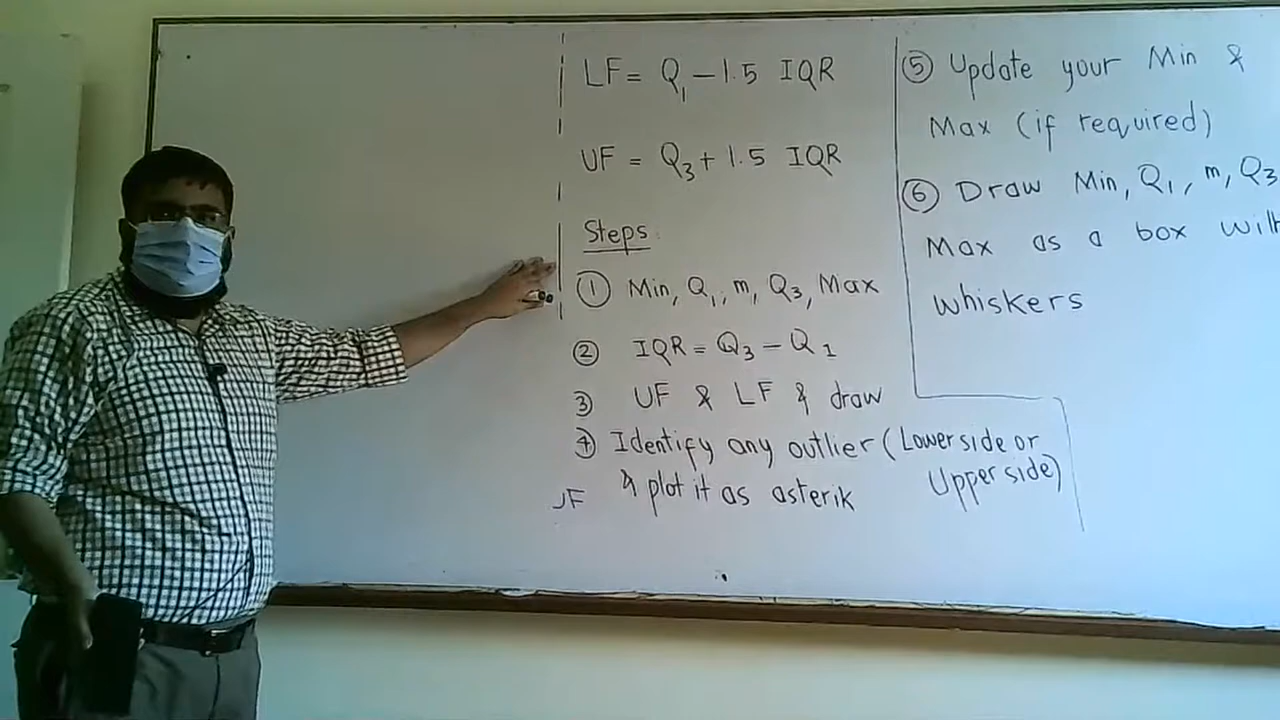 LF = Q₁ - 1.5 IQR
UF = Q₃ + 1.5 IQR
Steps
① Min, Q₁, m, Q₃, Max
② IQR = Q₃ - Q₁
③ UF & LF & draw
④ Identify any outlier (Lower side or
Upper side)
& plot it as asterik
UF
⑤ Update your Min &
Max (if required)
⑥ Draw Min, Q₁, m, Q₃
Max as a box with
whiskers